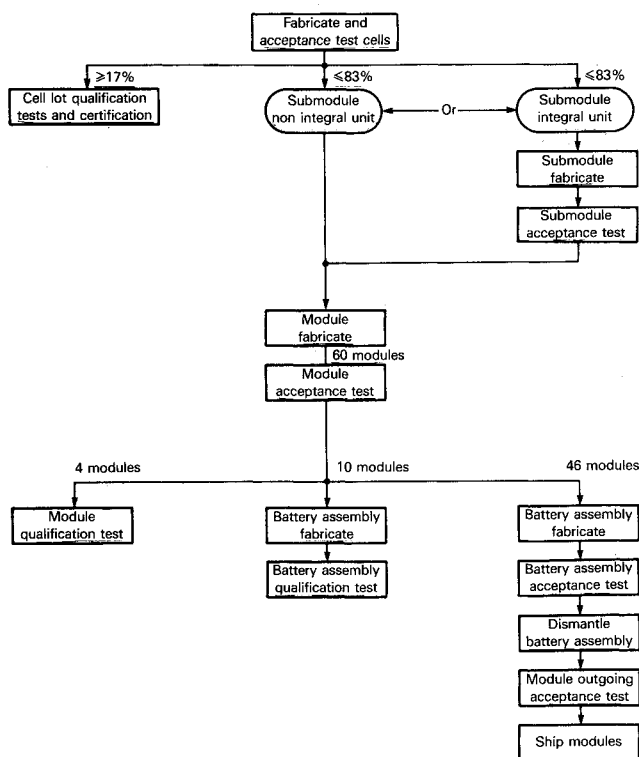 Fabricate and
acceptance test cells
≥17%
≤83%
≤83%
Cell lot qualification
tests and certification
Submodule
non integral unit
Or
Submodule
integral unit
Submodule
fabricate
Submodule
acceptance test
Module
fabricate
60 modules
Module
acceptance test
4 modules
10 modules
46 modules
Module
qualification test
Battery assembly
fabricate
Battery assembly
qualification test
Battery assembly
fabricate
Battery assembly
acceptance test
Dismantle
battery assembly
Module outgoing
acceptance test
Ship modules